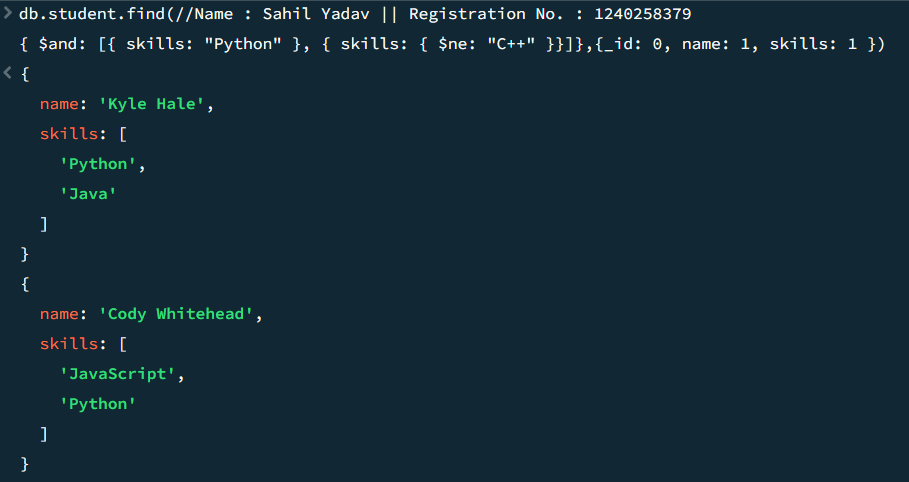 db.student.find(//Name : Sahil Yadav || Registration No. : 1240258379
{ $and: [{ skills: "Python" }, { skills: { $ne: "C++" }}]},{_id: 0, name: 1, skills: 1 })
{
name: 'Kyle Hale',
skills: [
'Python',
'Java'
]
}
{
name: 'Cody Whitehead',
skills: [
'JavaScript',
'Python'
]
}